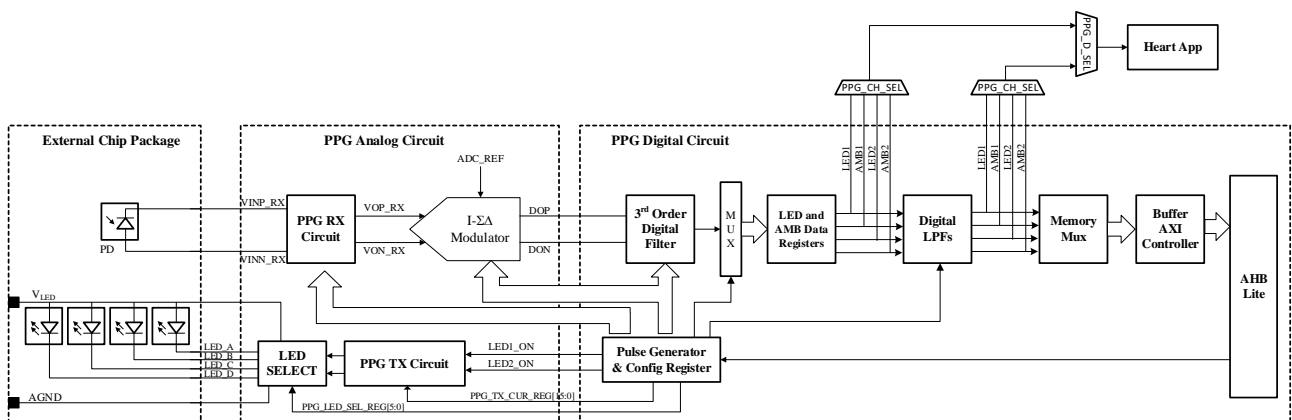 PPG_D_SEL
Heart App
PPG_CH_SEL
PPG_CH_SEL
External Chip Package
PPG Analog Circuit
PPG Digital Circuit
LED1
AMB1
LED2
AMB2
LED1
AMB1
LED2
AMB2
ADC_REF
VINP_RX
PD
VINN_RX
PPG RX
Circuit
VOP_RX
VON_RX
I-ΣΔ
Modulator
DOP
DON
3rd Order
Digital
Filter
MUX
LED and
AMB Data
Registers
Digital
LPFs
Memory
Mux
Buffer
AXI
Controller
AHB
Lite
VLED
LED_A
LED_B
LED_C
LED_D
AGND
LED
SELECT
PPG TX Circuit
LED1_ON
LED2_ON
Pulse Generator
& Config Register
PPG_TX_CUR_REG[15:0]
PPG_LED_SEL_REG[5:0]